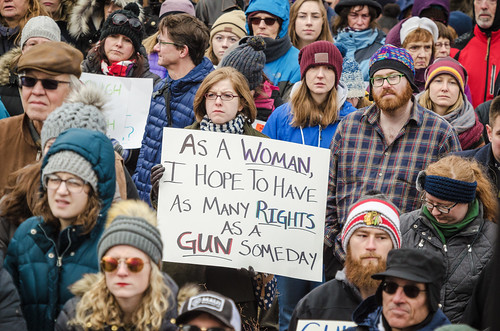 AS A WOMAN,
I HOPE TO HAVE
AS MANY RIGHTS
AS A
GUN SOMEDAY